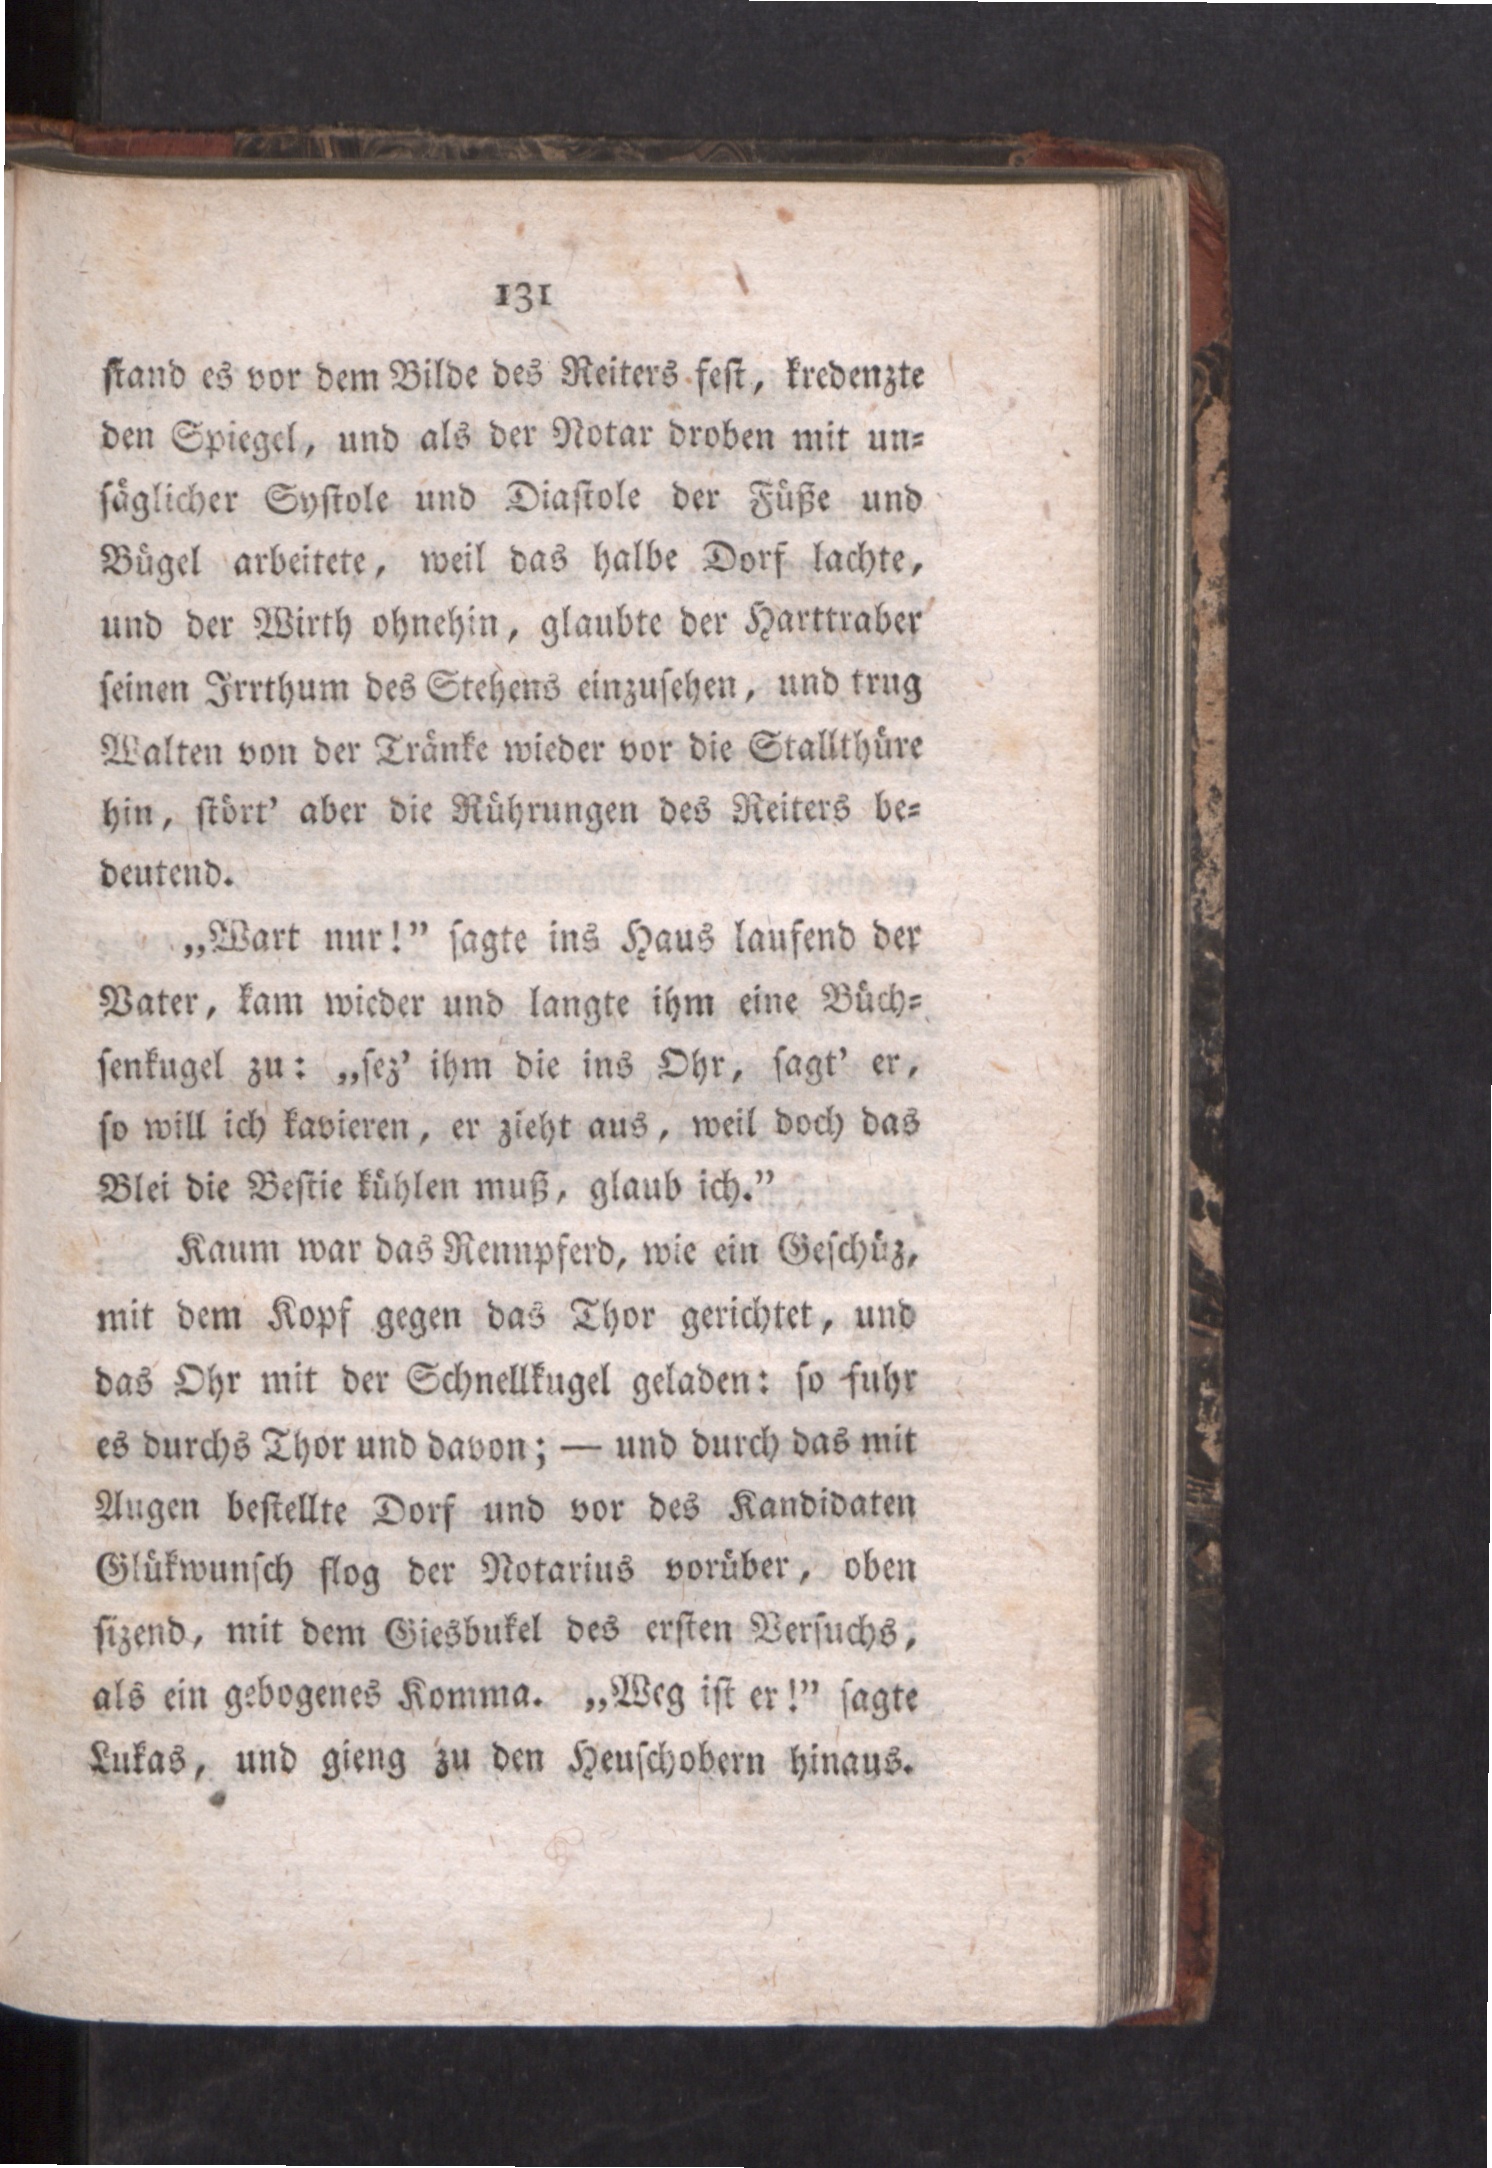 131
stand es vor dem Bilde des Reiters fest, kredenzte
den Spiegel, und als der Notar droben mit un-
säglicher Systole und Diastole der Füße und
Bügel arbeitete, weil das halbe Dorf lachte,
und der Wirth ohnehin, glaubte der Harttraber
seinen Irrthum des Stehens einzusehen, und trug
Walten von der Tränke wieder vor die Stallthüre
hin, stört' aber die Rührungen des Reiters be-
deutend.
„Wart nur!” sagte ins Haus laufend der
Vater, kam wieder und langte ihm eine Büch-
senkugel zu: „sez' ihm die ins Ohr, sagt' er,
so will ich kavieren, er zieht aus, weil doch das
Blei die Bestie kühlen muß, glaub ich.”
Kaum war das Rennpferd, wie ein Geschüz,
mit dem Kopf gegen das Thor gerichtet, und
das Ohr mit der Schnellkugel geladen: so fuhr
es durchs Thor und davon; — und durch das mit
Augen bestellte Dorf und vor des Kandidaten
Glükwunsch flog der Notarius vorüber, oben
sizend, mit dem Giesbukel des ersten Versuchs,
als ein gebogenes Komma. „Weg ist er!” sagte
Lukas, und gieng zu den Heuschobern hinaus.